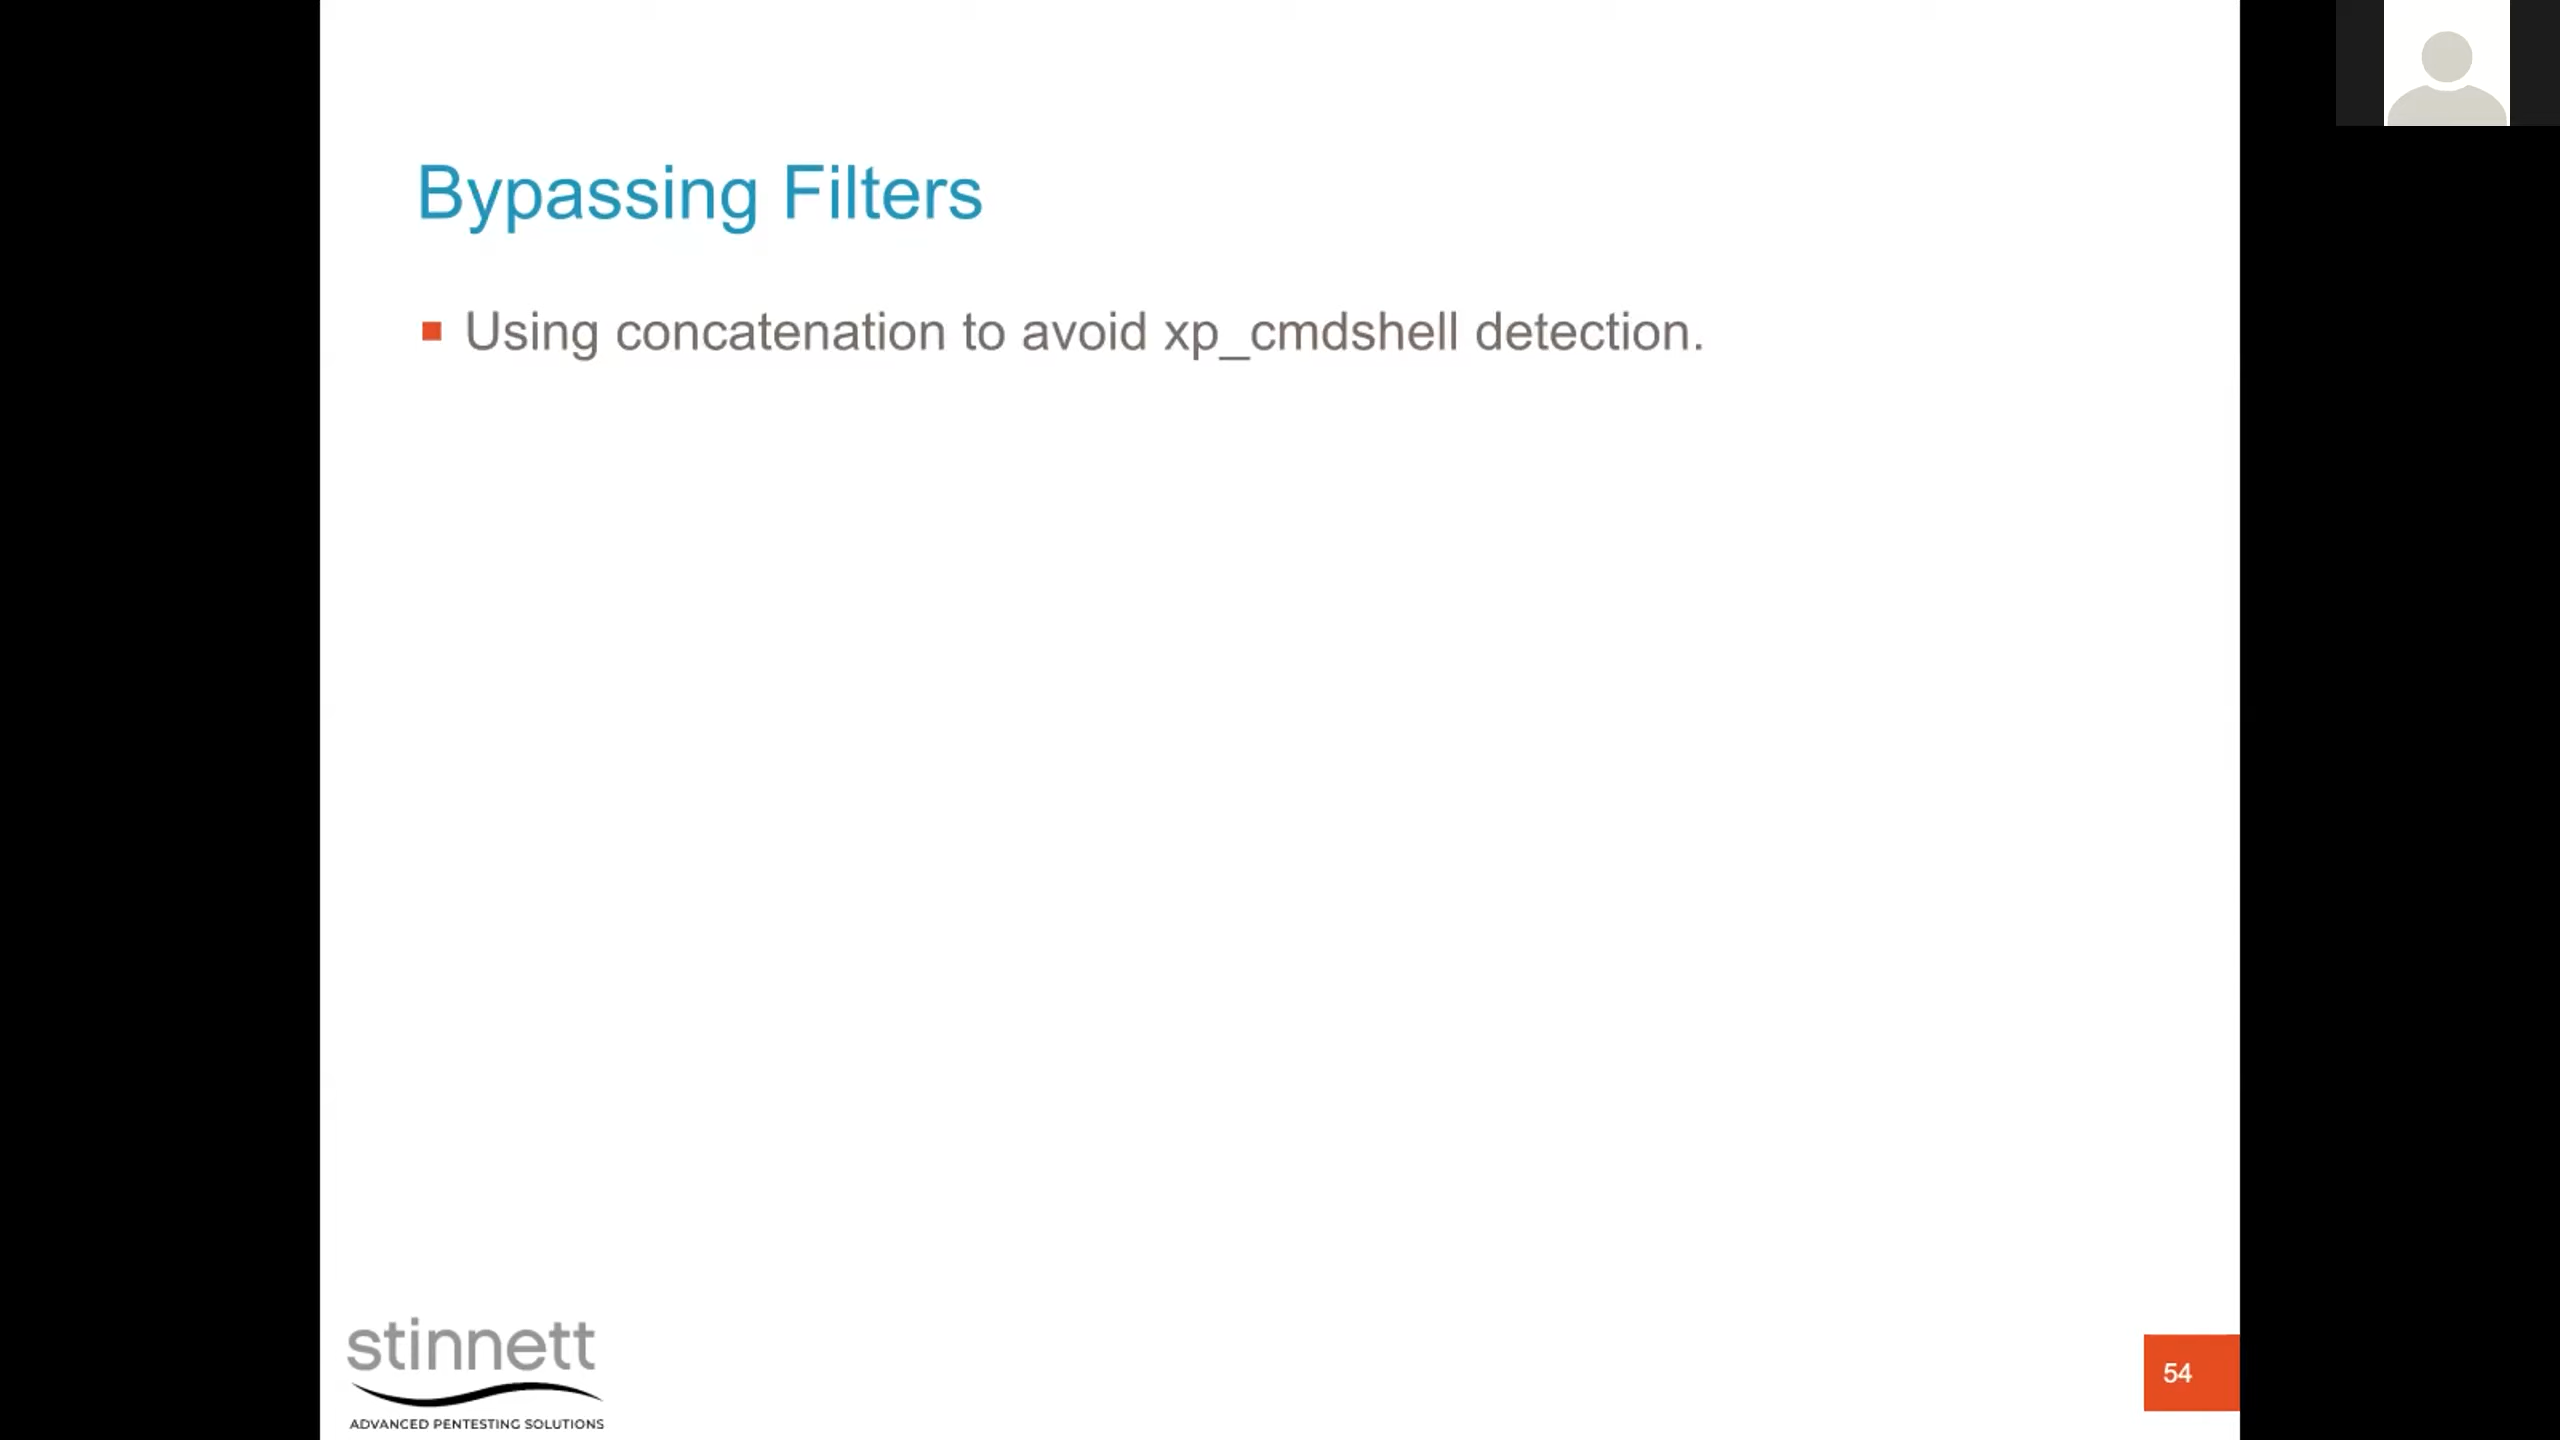 Bypassing Filters
Using concatenation to avoid xp_cmdshell detection.
stinnett
ADVANCED PENTESTING SOLUTIONS
54